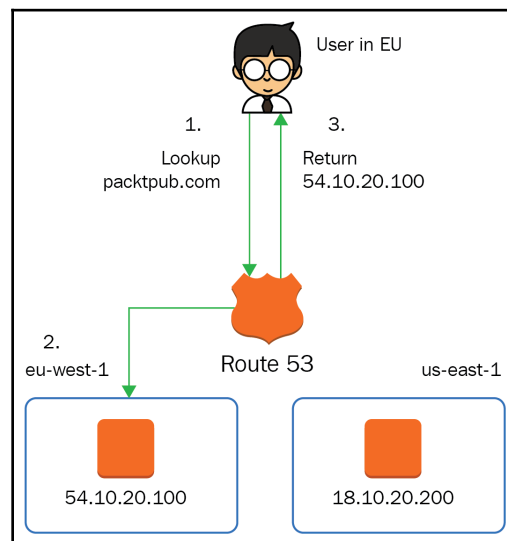 User in EU
1.
3.
Lookup
packtpub.com
Return
54.10.20.100
Route 53
2.
eu-west-1
us-east-1
54.10.20.100
18.10.20.200